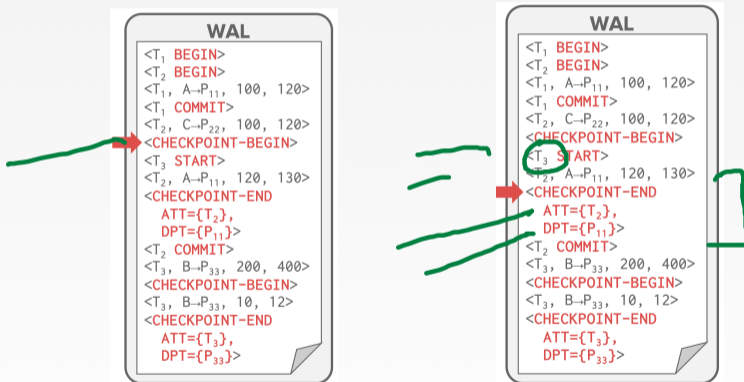 WAL
<T₁ BEGIN>
<T₂ BEGIN>
<T₁, A→P₁₁, 100, 120>
<T₁ COMMIT>
<T₂, C→P₂₂, 100, 120>
<CHECKPOINT-BEGIN>
<T₃ START>
<T₂, A→P₁₁, 120, 130>
<CHECKPOINT-END
ATT={T₂},
DPT={P₁₁}>
<T₂ COMMIT>
<T₃, B→P₃₃, 200, 400>
<CHECKPOINT-BEGIN>
<T₃, B→P₃₃, 10, 12>
<CHECKPOINT-END
ATT={T₃},
DPT={P₃₃}>
WAL
<T₁ BEGIN>
<T₂ BEGIN>
<T₁, A→P₁₁, 100, 120>
<T₁ COMMIT>
<T₂, C→P₂₂, 100, 120>
<CHECKPOINT-BEGIN>
<T₃ START>
<T₂, A→P₁₁, 120, 130>
<CHECKPOINT-END
ATT={T₂},
DPT={P₁₁}>
<T₂ COMMIT>
<T₃, B→P₃₃, 200, 400>
<CHECKPOINT-BEGIN>
<T₃, B→P₃₃, 10, 12>
<CHECKPOINT-END
ATT={T₃},
DPT={P₃₃}>